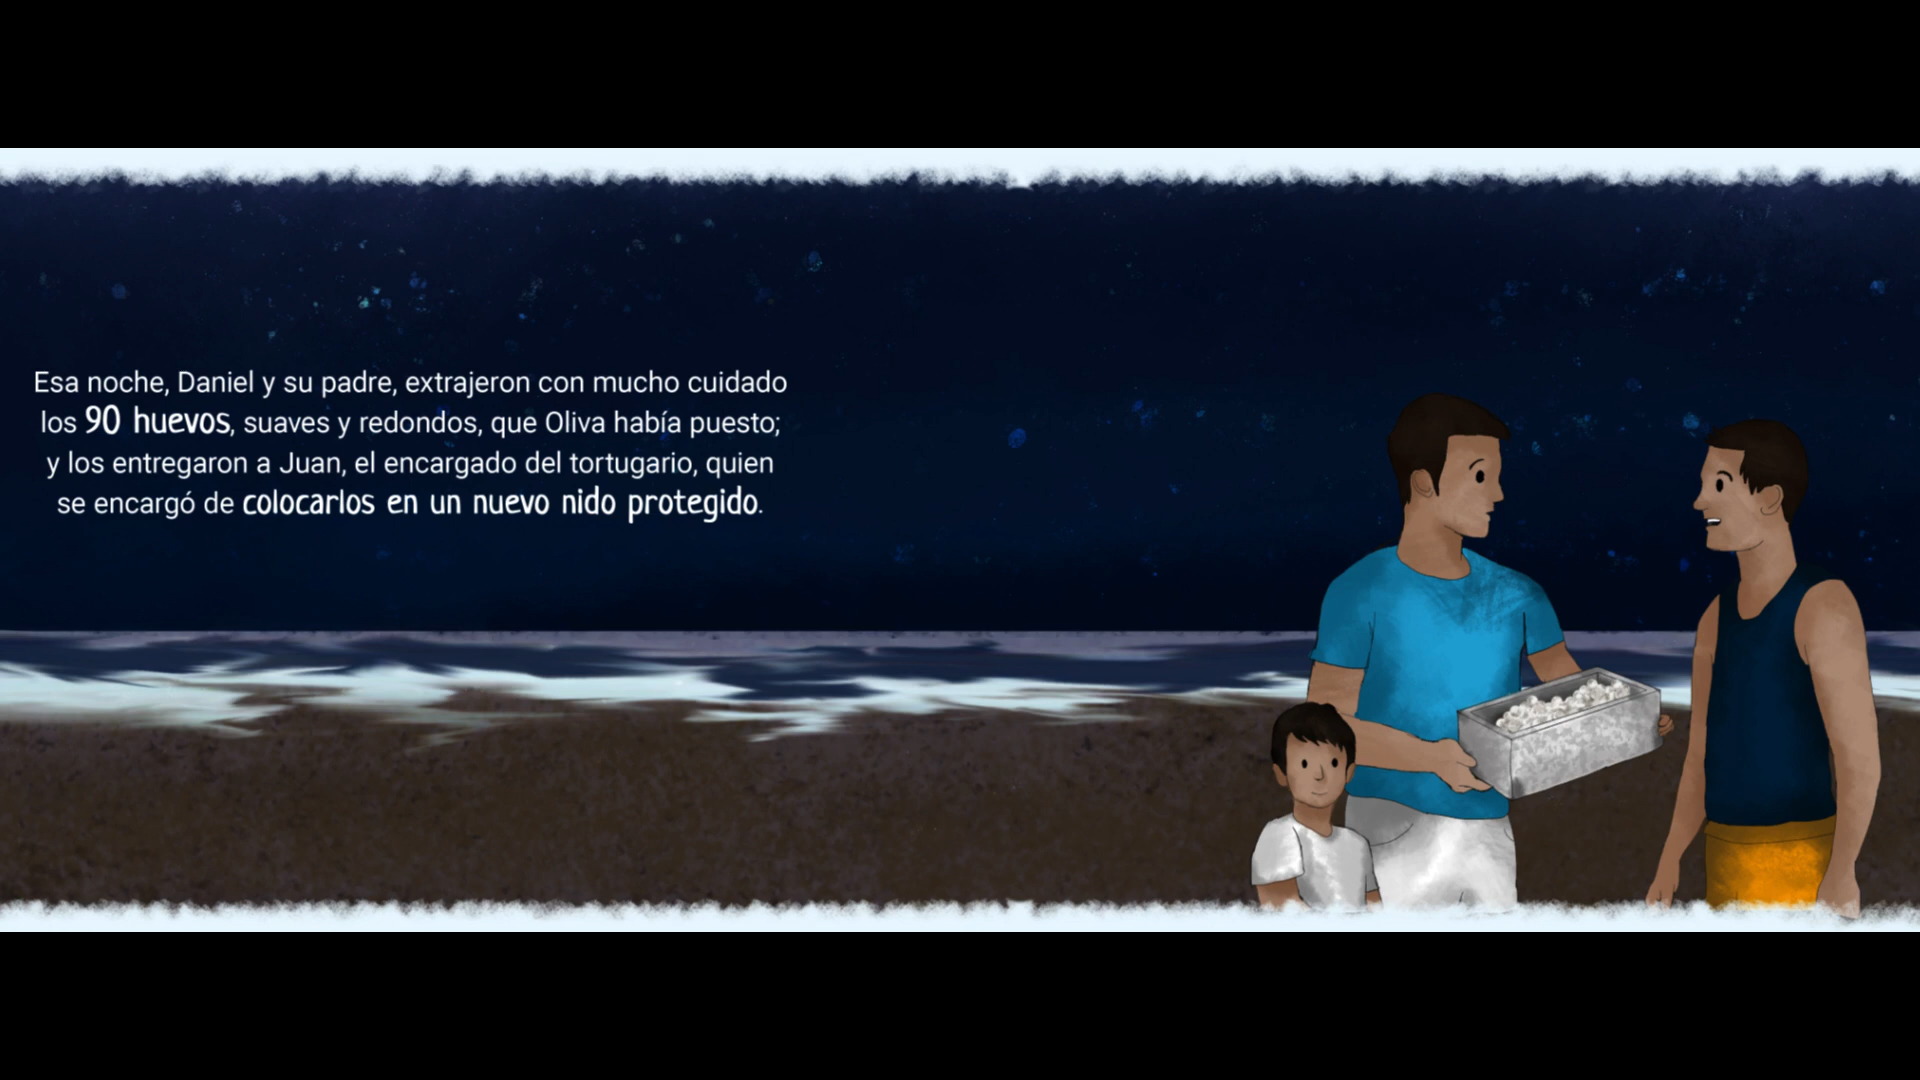 Esa noche, Daniel y su padre, extrajeron con mucho cuidado
los 90 huevos, suaves y redondos, que Oliva había puesto;
y los entregaron a Juan, el encargado del tortugario, quien
se encargó de colocarlos en un nuevo nido protegido.